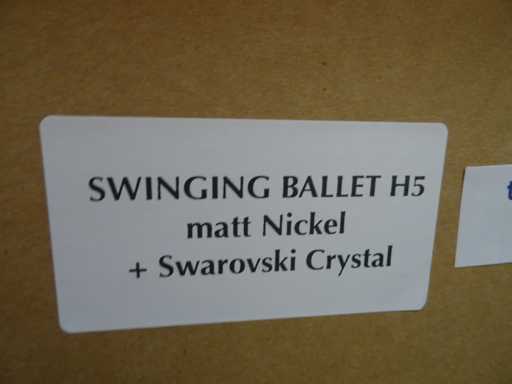 SWINGING BALLET H5
matt Nickel
+ Swarovski Crystal